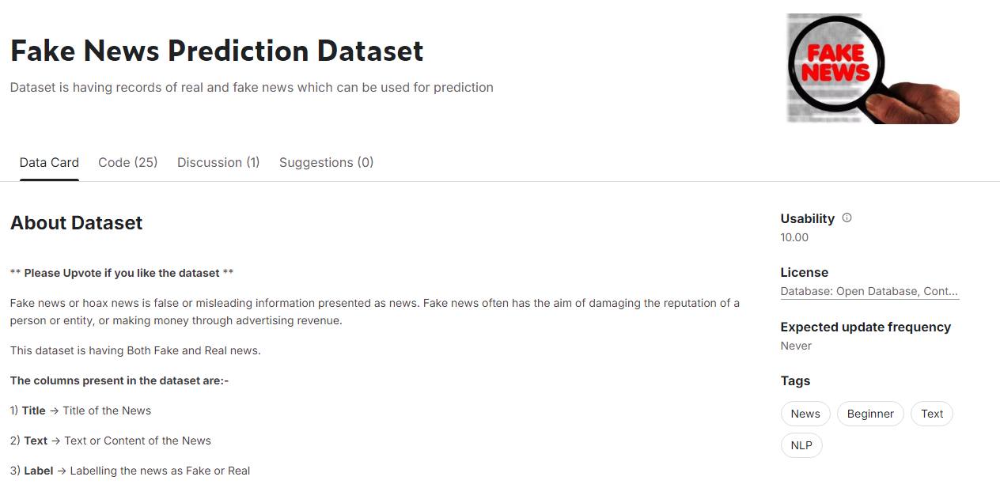 Fake News Prediction Dataset
Dataset is having records of real and fake news which can be used for prediction
FAKE
NEWS
Data Card
Code (25)
Discussion (1)
Suggestions (0)
About Dataset
** Please Upvote if you like the dataset **
Fake news or hoax news is false or misleading information presented as news. Fake news often has the aim of damaging the reputation of a
person or entity, or making money through advertising revenue.
This dataset is having Both Fake and Real news.
The columns present in the dataset are:-
1) Title → Title of the News
2) Text → Text or Content of the News
3) Label → Labelling the news as Fake or Real
Usability
10.00
License
Database: Open Database, Cont...
Expected update frequency
Never
Tags
News
Beginner
Text
NLP